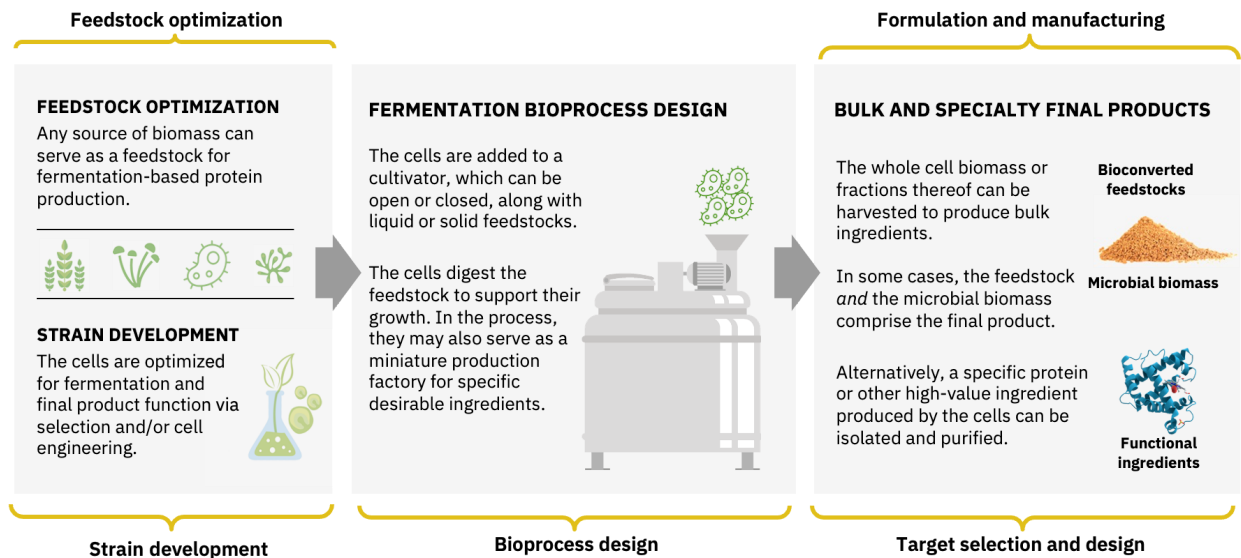 Feedstock optimization
Formulation and manufacturing
FEEDSTOCK OPTIMIZATION
Any source of biomass can
serve as a feedstock for
fermentation-based protein
production.
STRAIN DEVELOPMENT
The cells are optimized
for fermentation and
final product function via
selection and/or cell
engineering.
FERMENTATION BIOPROCESS DESIGN
The cells are added to a
cultivator, which can be
open or closed, along with
liquid or solid feedstocks.
The cells digest the
feedstock to support their
growth. In the process,
they may also serve as a
miniature production
factory for specific
desirable ingredients.
BULK AND SPECIALTY FINAL PRODUCTS
The whole cell biomass or
fractions thereof can be
harvested to produce bulk
ingredients.
In some cases, the feedstock
and the microbial biomass
comprise the final product.
Alternatively, a specific protein
or other high-value ingredient
produced by the cells can be
isolated and purified.
Bioconverted
feedstocks
Microbial biomass
Functional
ingredients
Strain development
Bioprocess design
Target selection and design